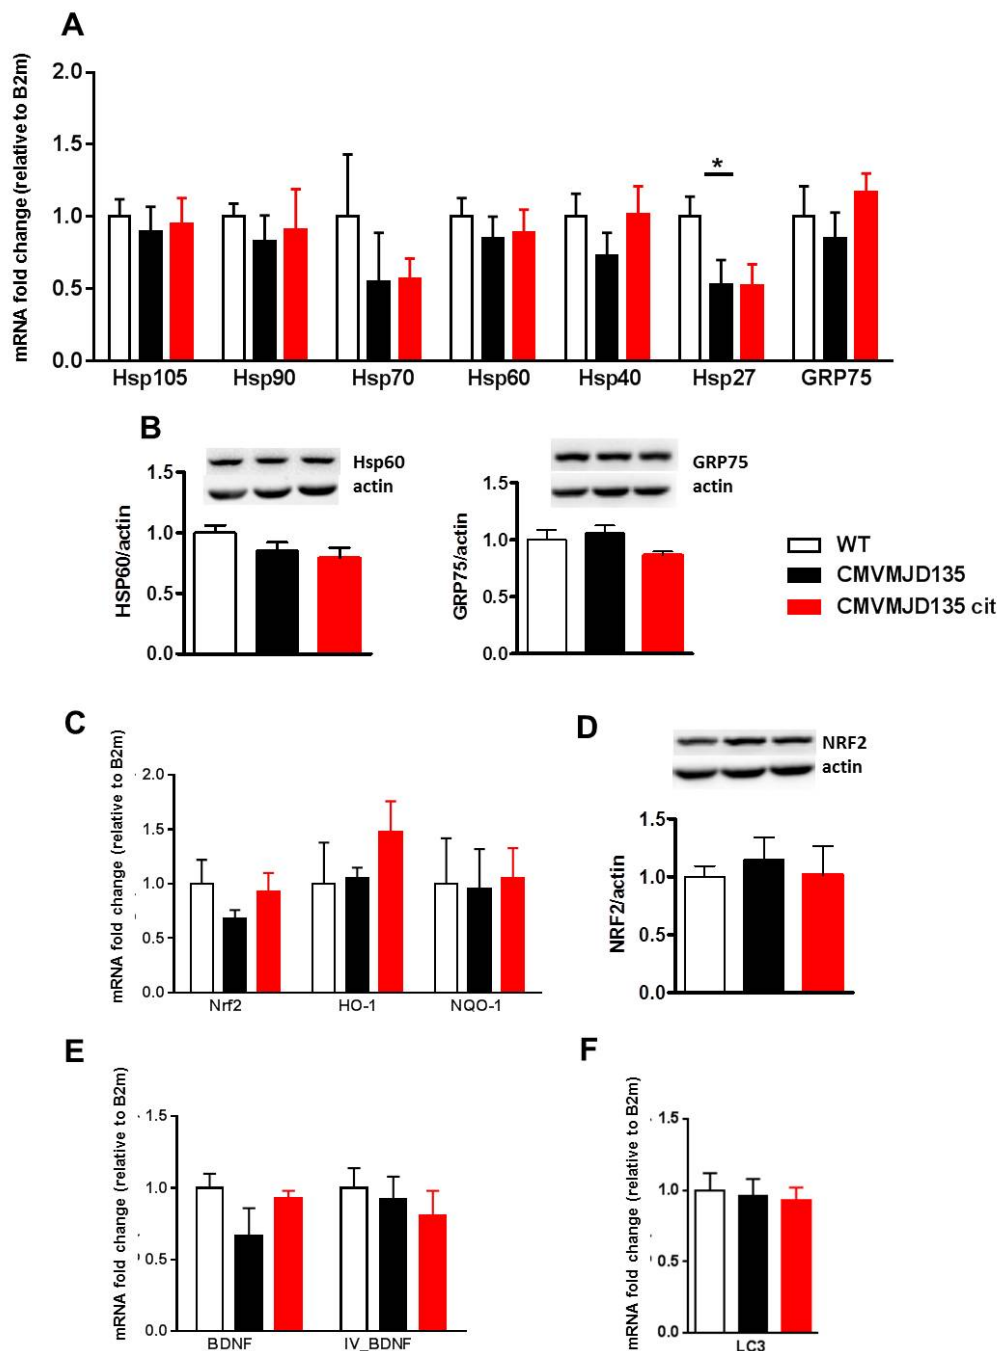 A
mRNA fold change (relative to B2m)
2.0
1.5
1.0
0.5
0.0
*
Hsp105 Hsp90 Hsp70 Hsp60 Hsp40 Hsp27 GRP75
B
Hsp60
actin
HSP60/actin
1.5
1.0
0.5
0.0
GRP75
actin
GRP75/actin
1.5
1.0
0.5
0.0
WT
CMVMJD135
CMVMJD135 cit
C
mRNA fold change (relative to B2m)
2.0
1.5
1.0
0.5
0.0
Nrf2 HO-1 NQO-1
D
NRF2
actin
NRF2/actin
1.5
1.0
0.5
0.0
E
mRNA fold change (relative to B2m)
1.5
1.0
0.5
0.0
BDNF IV_BDNF
F
mRNA fold change (relative to B2m)
1.5
1.0
0.5
0.0
LC3